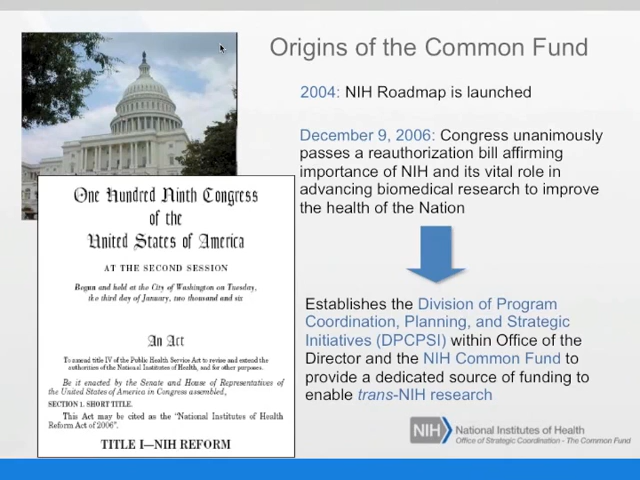 Origins of the Common Fund
2004: NIH Roadmap is launched
December 9, 2006: Congress unanimously
passes a reauthorization bill affirming
importance of NIH and its vital role in
advancing biomedical research to improve
the health of the Nation
One Hundred Ninth Congress
of the
United States of America
AT THE SECOND SESSION
Begun and held at the City of Washington on Tuesday,
the third day of January, two thousand and six
An Act
To amend title IV of the Public Health Service Act to revise and extend the
authorities of the National Institutes of Health, and for other purposes.
Be it enacted by the Senate and House of Representatives of
the United States of America in Congress assembled,
SECTION 1. SHORT TITLE.
This Act may be cited as the "National Institutes of Health
Reform Act of 2006".
TITLE I—NIH REFORM
Establishes the Division of Program
Coordination, Planning, and Strategic
Initiatives (DPCPSI) within Office of the
Director and the NIH Common Fund to
provide a dedicated source of funding to
enable trans-NIH research
NIH National Institutes of Health
Office of Strategic Coordination - The Common Fund